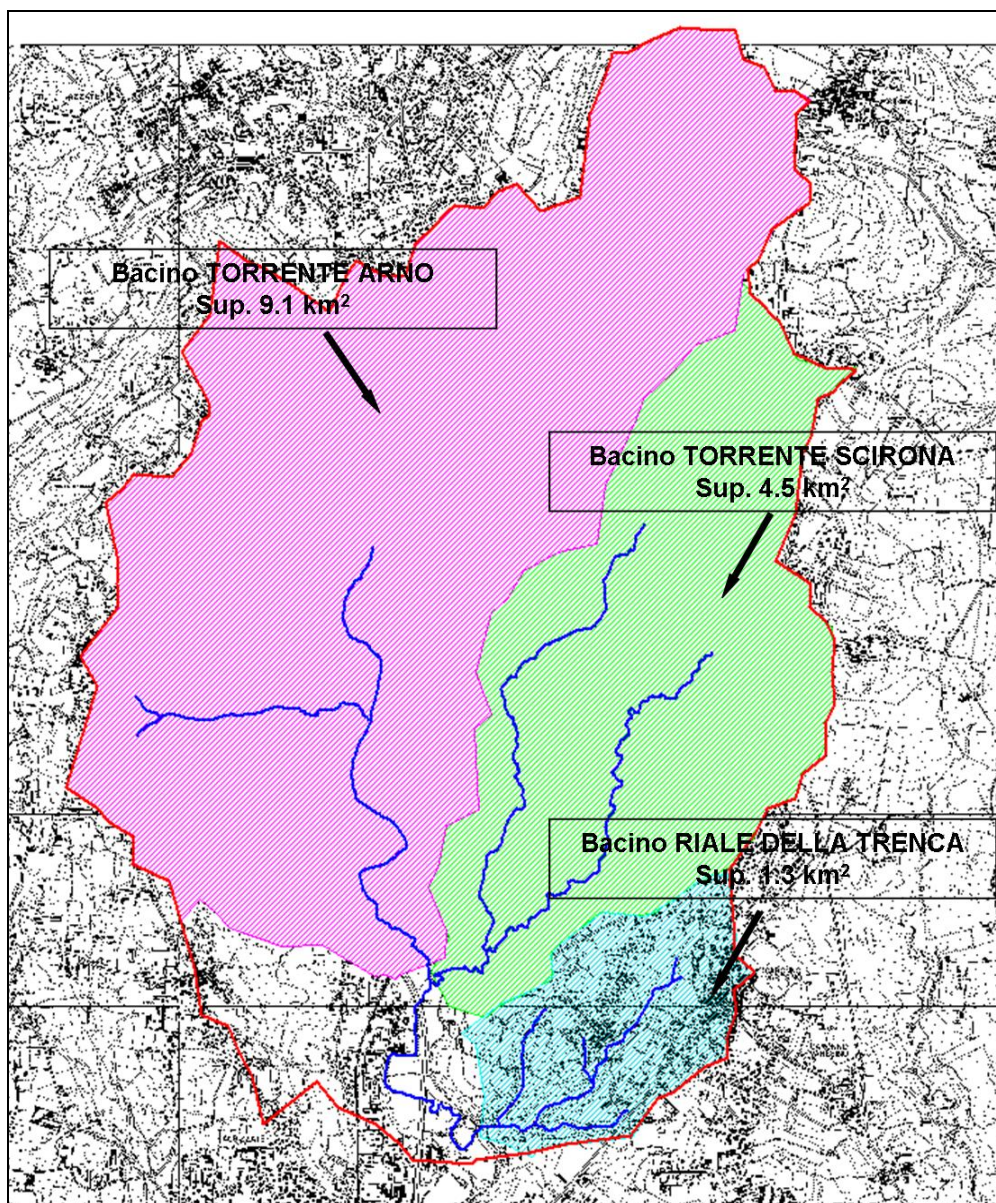 Bacino TORRENTE ARNO
Sup. 9.1 km²
Bacino TORRENTE SCIRONA
Sup. 4.5 km²
Bacino RIALE DELLA TRENCA
Sup. 1.3 km²